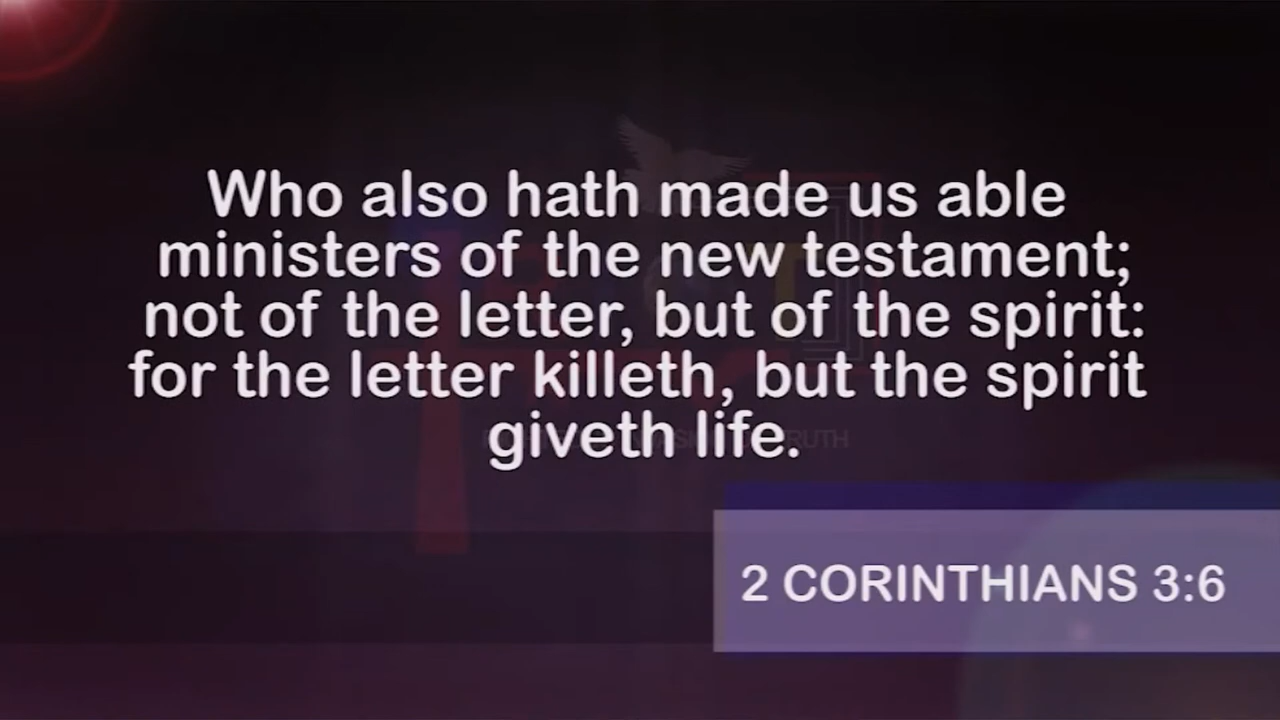 Who also hath made us able
ministers of the new testament;
not of the letter, but of the spirit:
for the letter killeth, but the spirit
giveth life.
2 CORINTHIANS 3:6